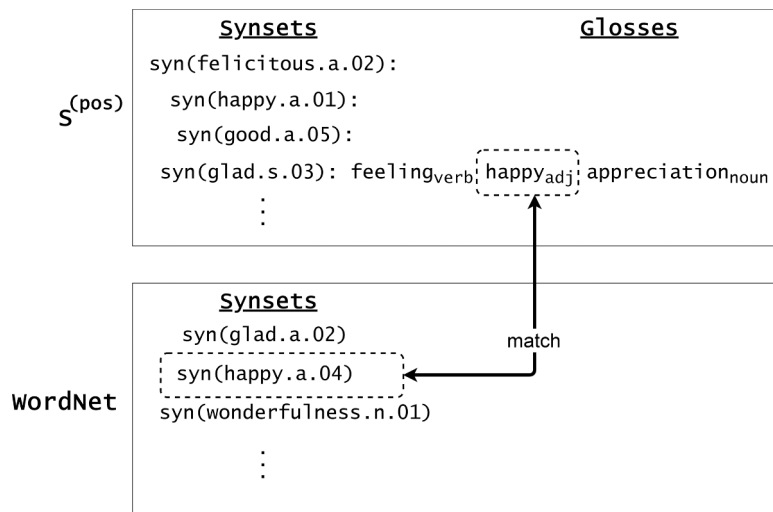 Synsets Glosses
syn(felicitous.a.02):
S(pos)
syn(happy.a.01):
syn(good.a.05):
syn(glad.s.03): feelingverb happyadj appreciationnoun
Synsets
syn(glad.a.02)
match
syn(happy.a.04)
WordNet
syn(wonderfulness.n.01)